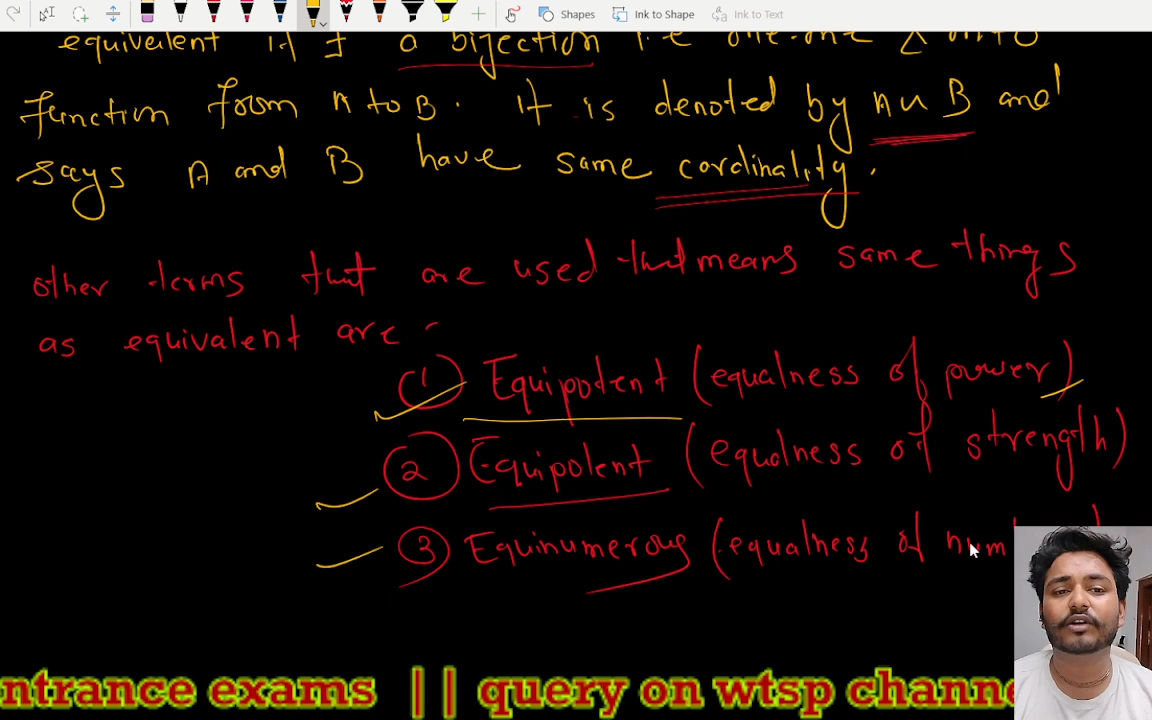 Shapes Ink to Shape Ink to Text
equivalent if ∃ a bijection i.e one-one & onto
function from A to B. It is denoted by A ~ B and
says A and B have same cordinality.
other terms that are used that means same things
as equivalent are -
(1) Equipotent (equalness of power)
(2) Equipolent (equalness of strength)
(3) Equinumerous (equalness of num
ntrance exams || query on wtsp channe